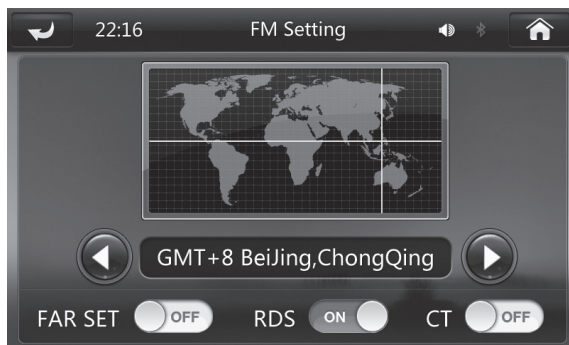 22:16 FM Setting
GMT+8 BeiJing,ChongQing
FAR SET OFF RDS ON CT OFF